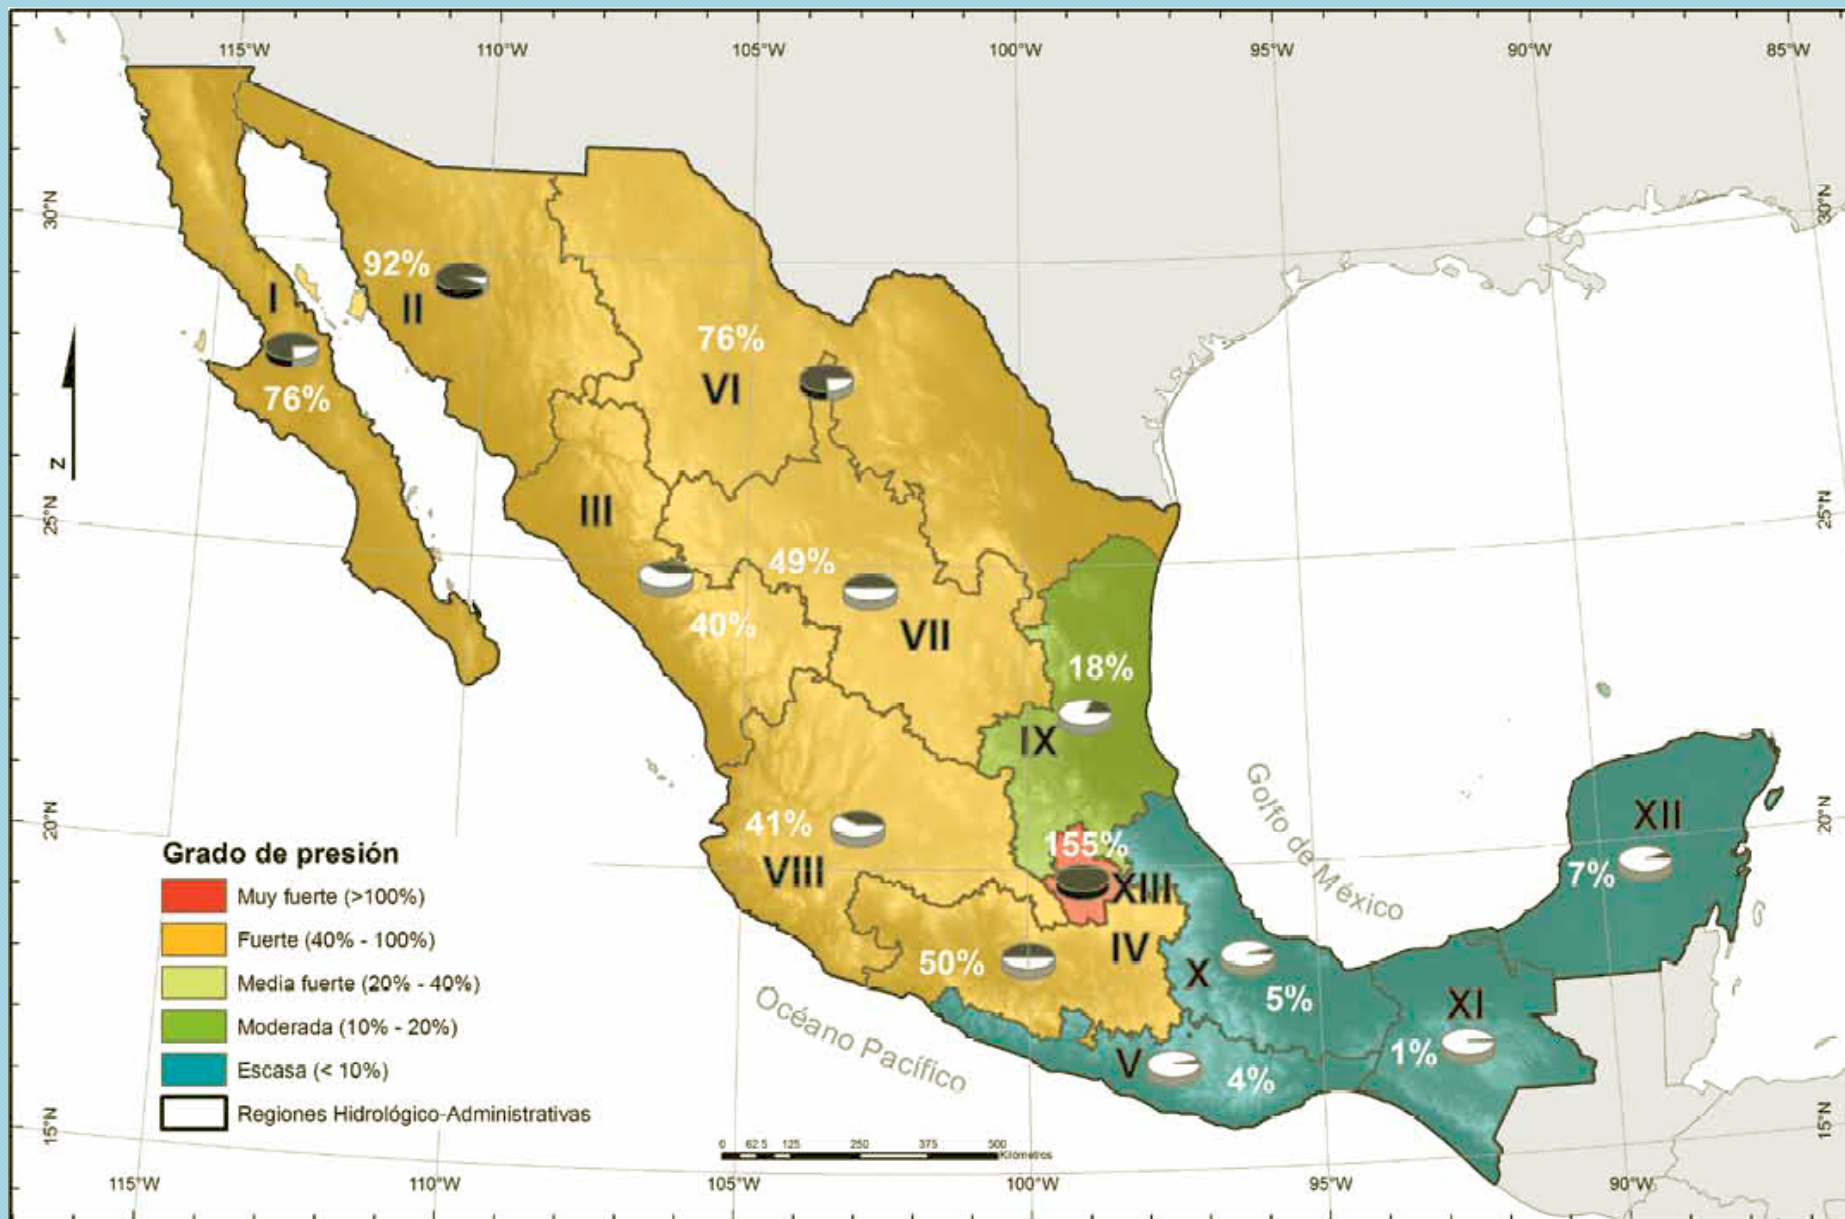 115°W 110°W 105°W 100°W 95°W 90°W 85°W
30°N
30°N
92%
II
I
76%
76%
VI
N
25°N
25°N
III
49%
40%
VII
18%
IX
Golfo de México
20°N
20°N
41%
VIII
155%
XIII
XII
7%
IV
50%
X
5%
XI
1%
V
4%
Océano Pacífico
Grado de presión
Muy fuerte (>100%)
Fuerte (40% - 100%)
Media fuerte (20% - 40%)
Moderada (10% - 20%)
Escasa (< 10%)
Regiones Hidrológico-Administrativas
15°N
15°N
0 62.5 125 250 375 500
Kilómetros
115°W 110°W 105°W 100°W 95°W 90°W